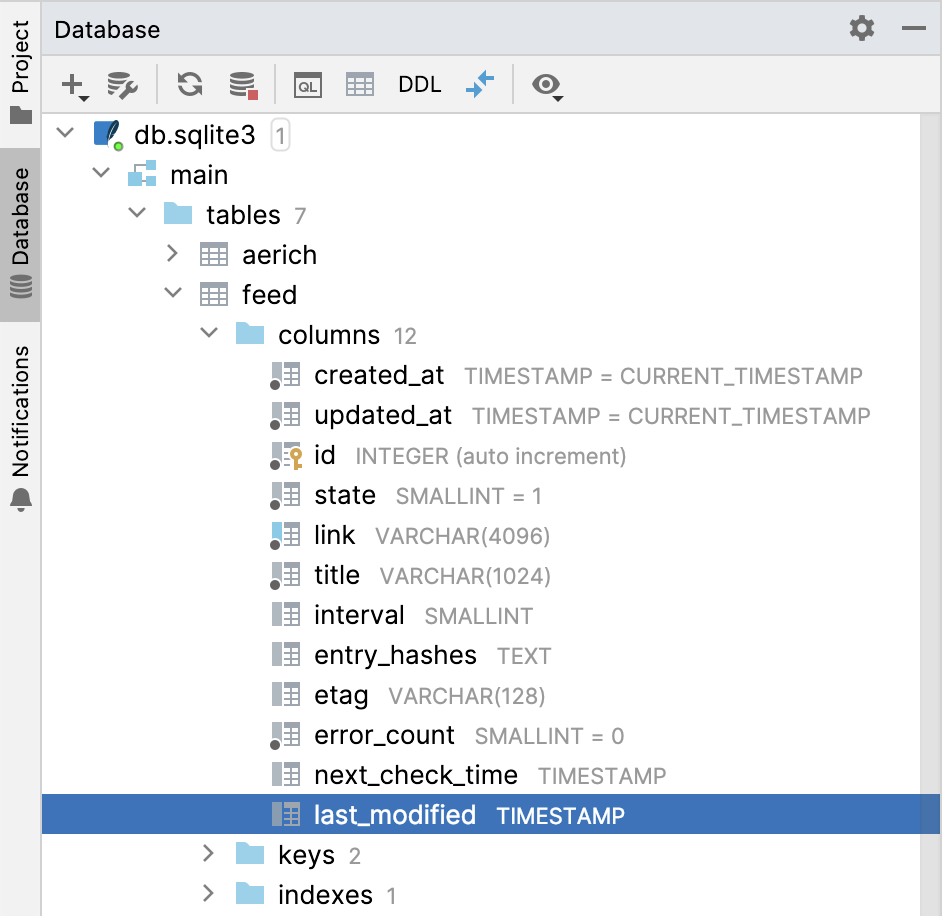 Project
Database
Notifications
Database
QL DDL
db.sqlite3 1
main
tables 7
aerich
feed
columns 12
created_at TIMESTAMP = CURRENT_TIMESTAMP
updated_at TIMESTAMP = CURRENT_TIMESTAMP
id INTEGER (auto increment)
state SMALLINT = 1
link VARCHAR(4096)
title VARCHAR(1024)
interval SMALLINT
entry_hashes TEXT
etag VARCHAR(128)
error_count SMALLINT = 0
next_check_time TIMESTAMP
last_modified TIMESTAMP
keys 2
indexes 1